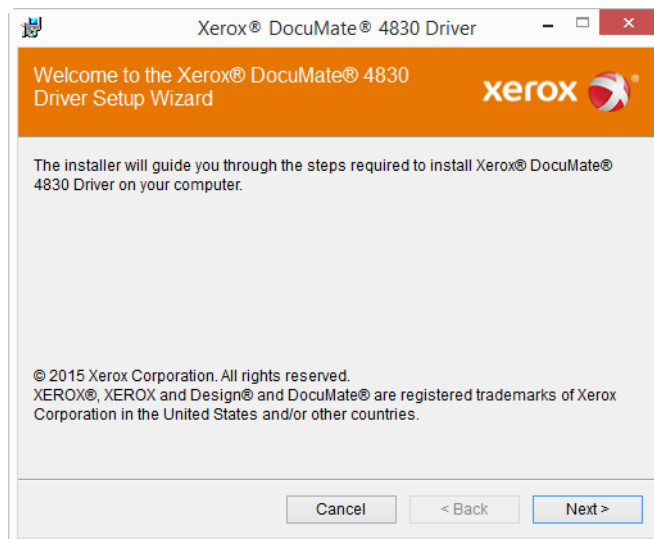 Xerox® DocuMate® 4830 Driver
Welcome to the Xerox® DocuMate® 4830
Driver Setup Wizard
xerox
The installer will guide you through the steps required to install Xerox® DocuMate®
4830 Driver on your computer.
© 2015 Xerox Corporation. All rights reserved.
XEROX®, XEROX and Design® and DocuMate® are registered trademarks of Xerox
Corporation in the United States and/or other countries.
Cancel
< Back
Next >